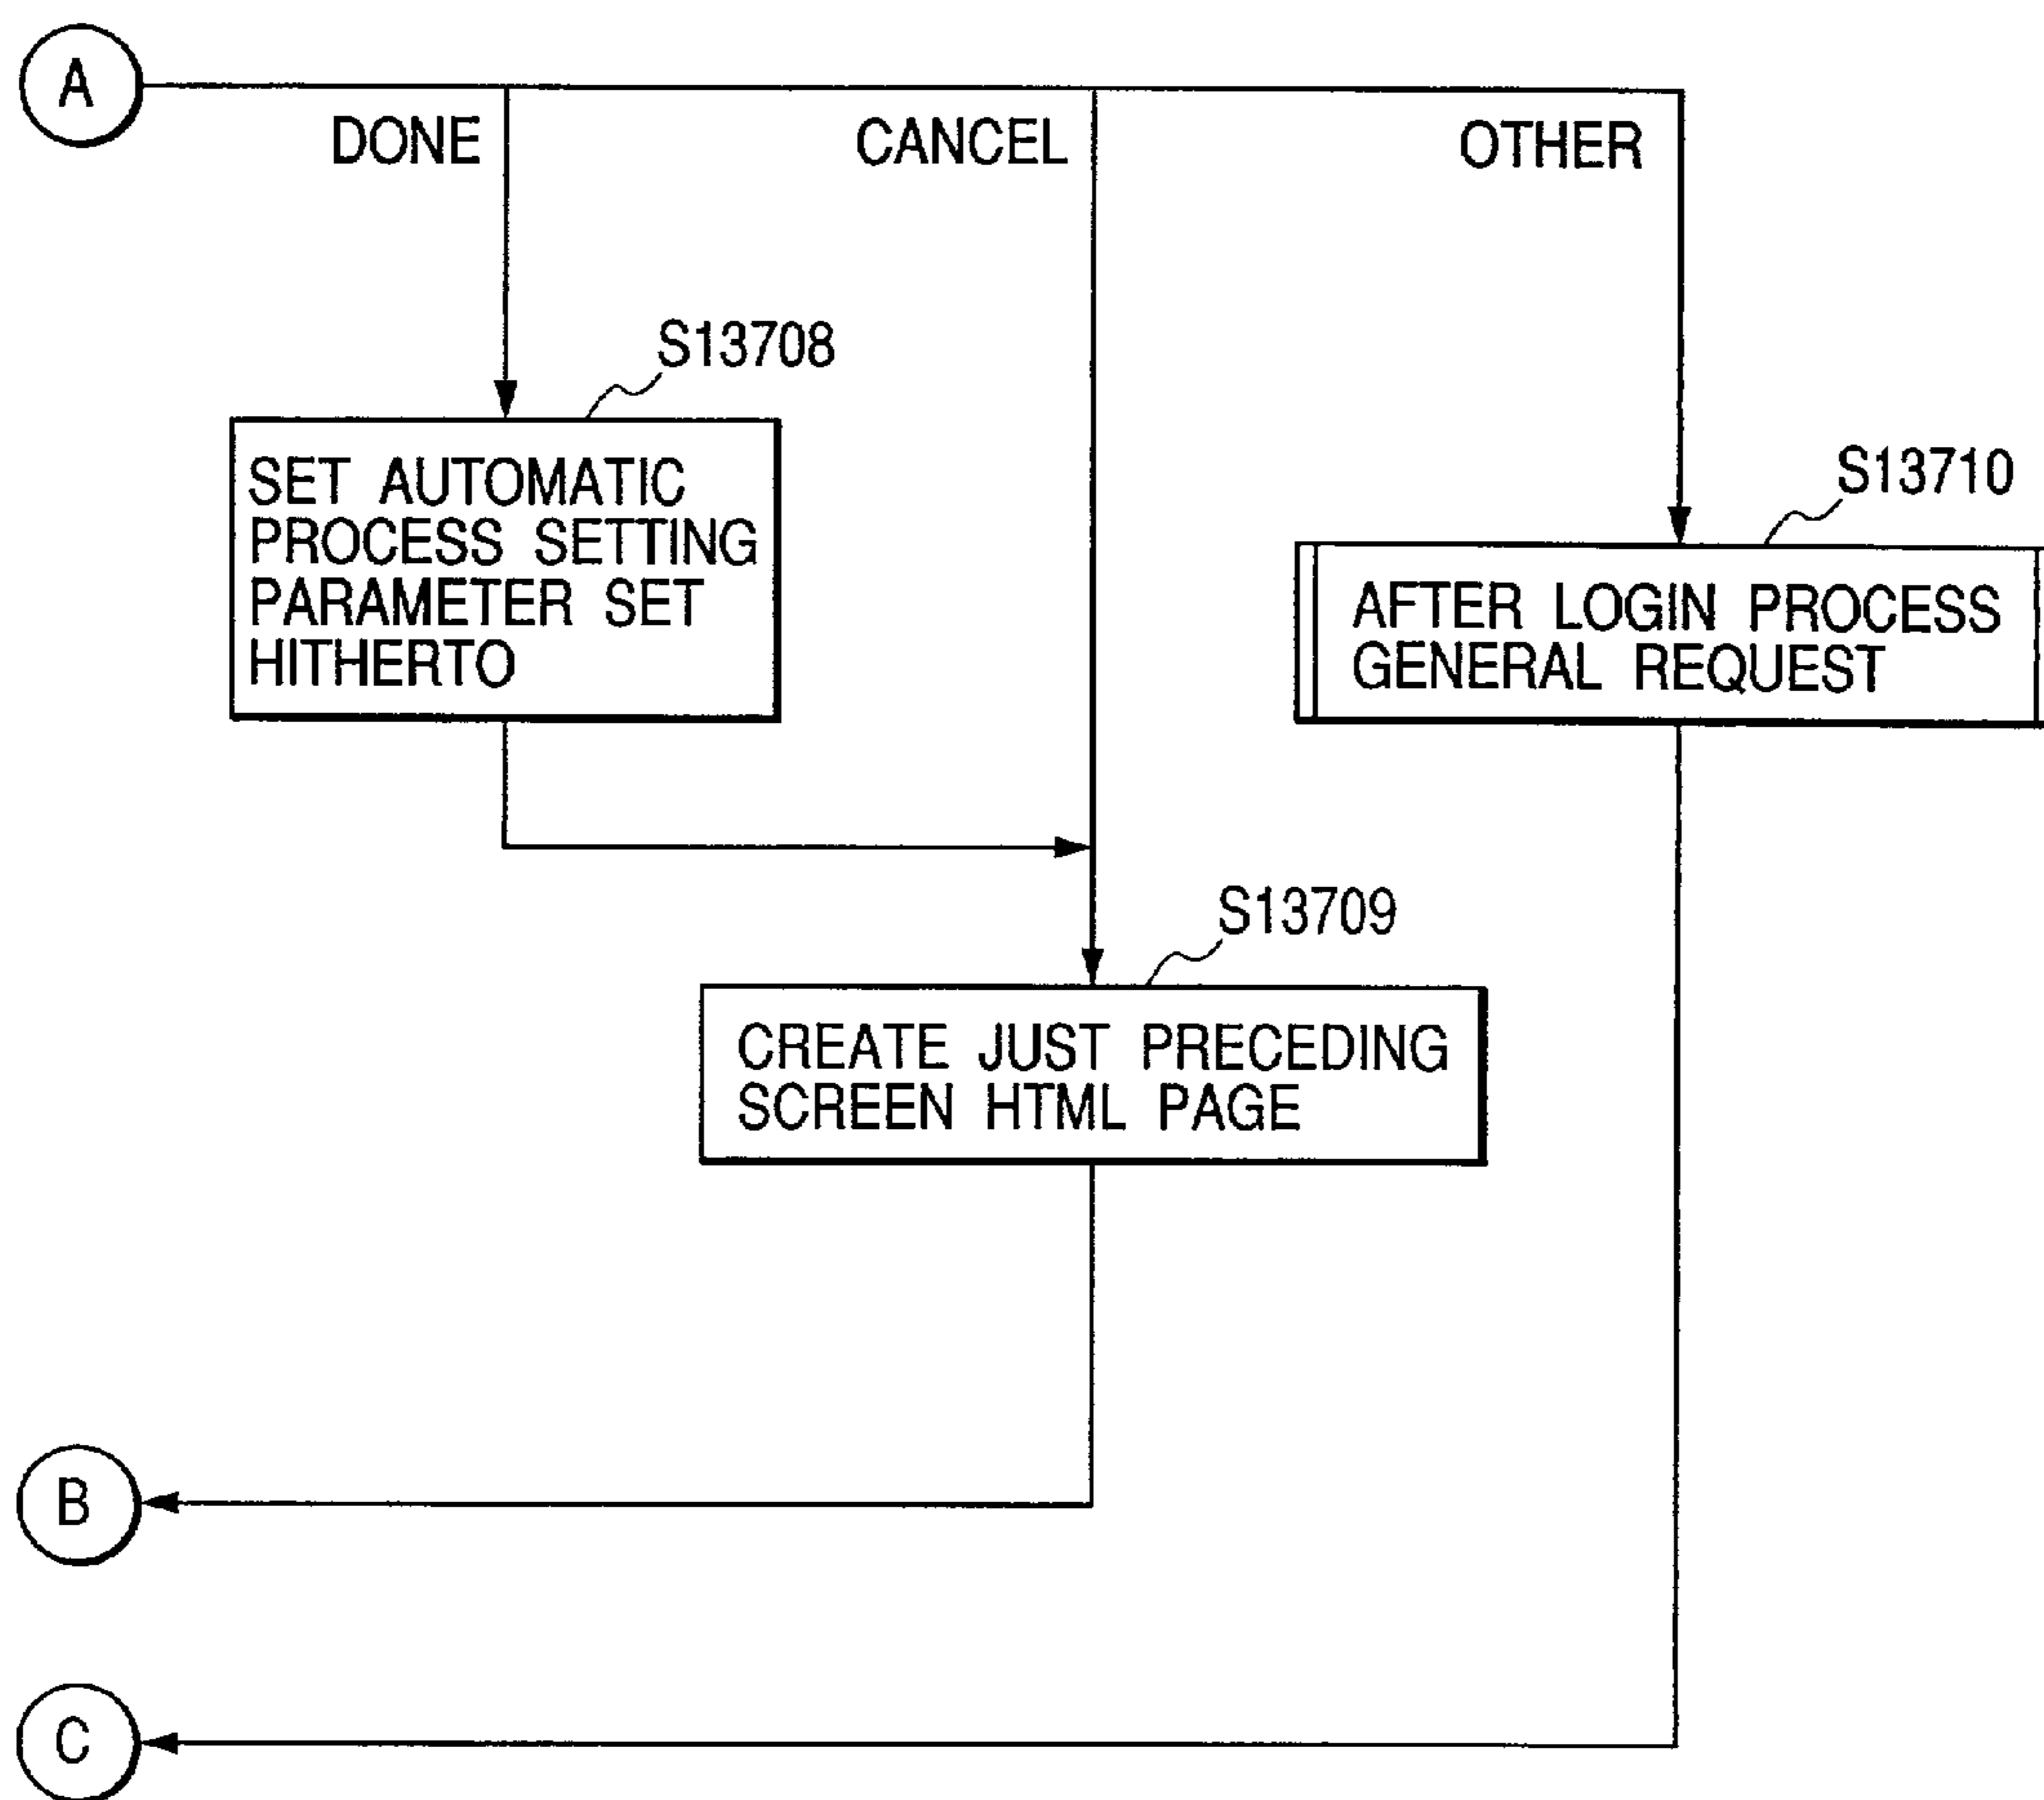 A
DONE
CANCEL
OTHER
S13708
SET AUTOMATIC
PROCESS SETTING
PARAMETER SET
HITHERTO
S13710
AFTER LOGIN PROCESS
GENERAL REQUEST
S13709
CREATE JUST PRECEDING
SCREEN HTML PAGE
B
C